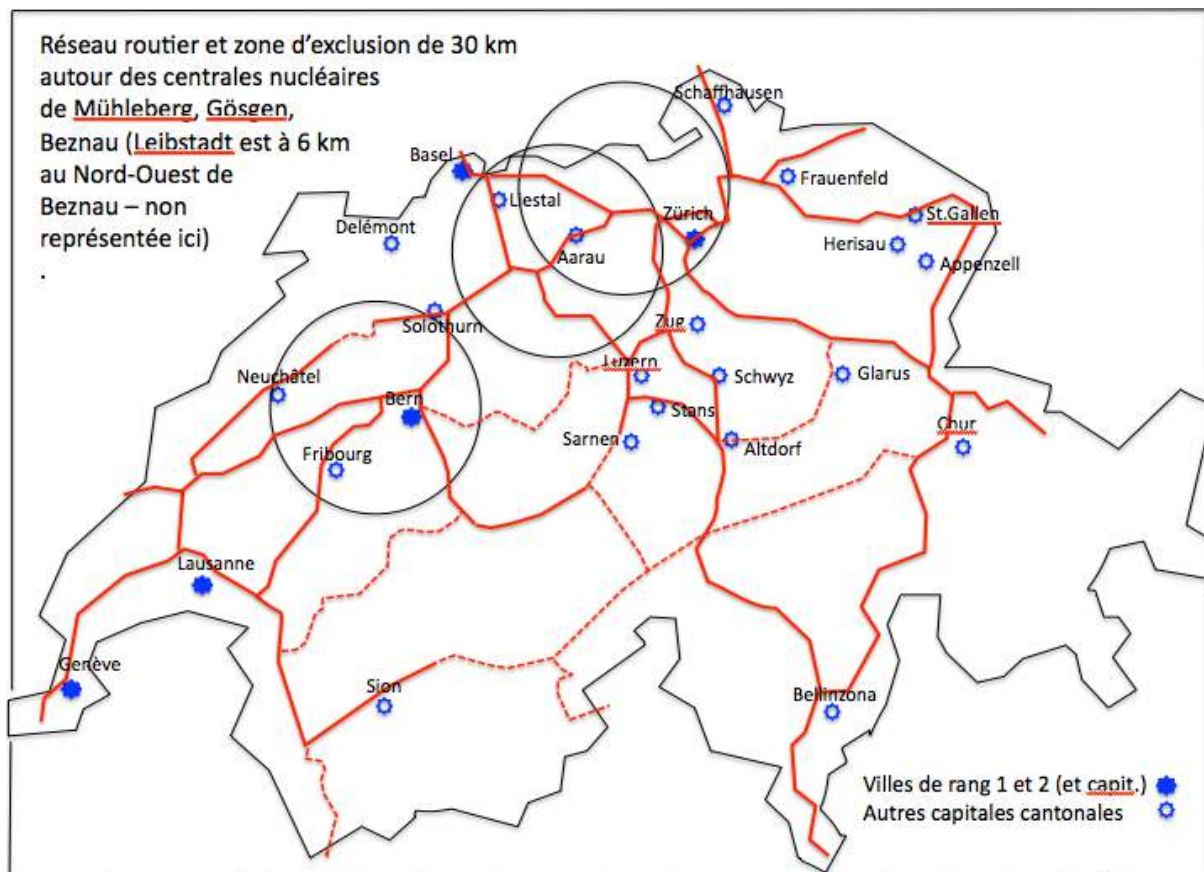 Réseau routier et zone d’exclusion de 30 km
autour des centrales nucléaires
de Mühleberg, Gösgen,
Beznau (Leibstadt est à 6 km
au Nord-Ouest de
Beznau – non
représentée ici)
.
Schaffhausen
Basel
Frauenfeld
Liestal
Zürich
St.Gallen
Delémont
Aarau
Herisau
Appenzell
Solothurn
Zug
Luzern
Neuchâtel
Schwyz
Glarus
Bern
Stans
Sarnen
Altdorf
Chur
Fribourg
Lausanne
Genève
Sion
Bellinzona
Villes de rang 1 et 2 (et capit.)
Autres capitales cantonales